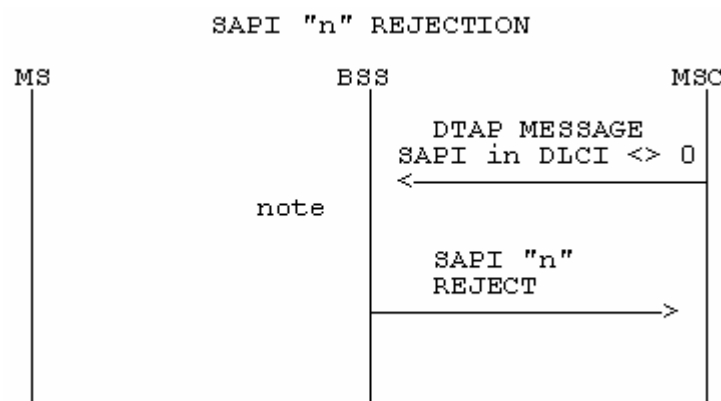 SAPI "n" REJECTION
MS BSS MSC
DTAP MESSAGE
SAPI in DLCI <> 0
note
SAPI "n"
REJECT